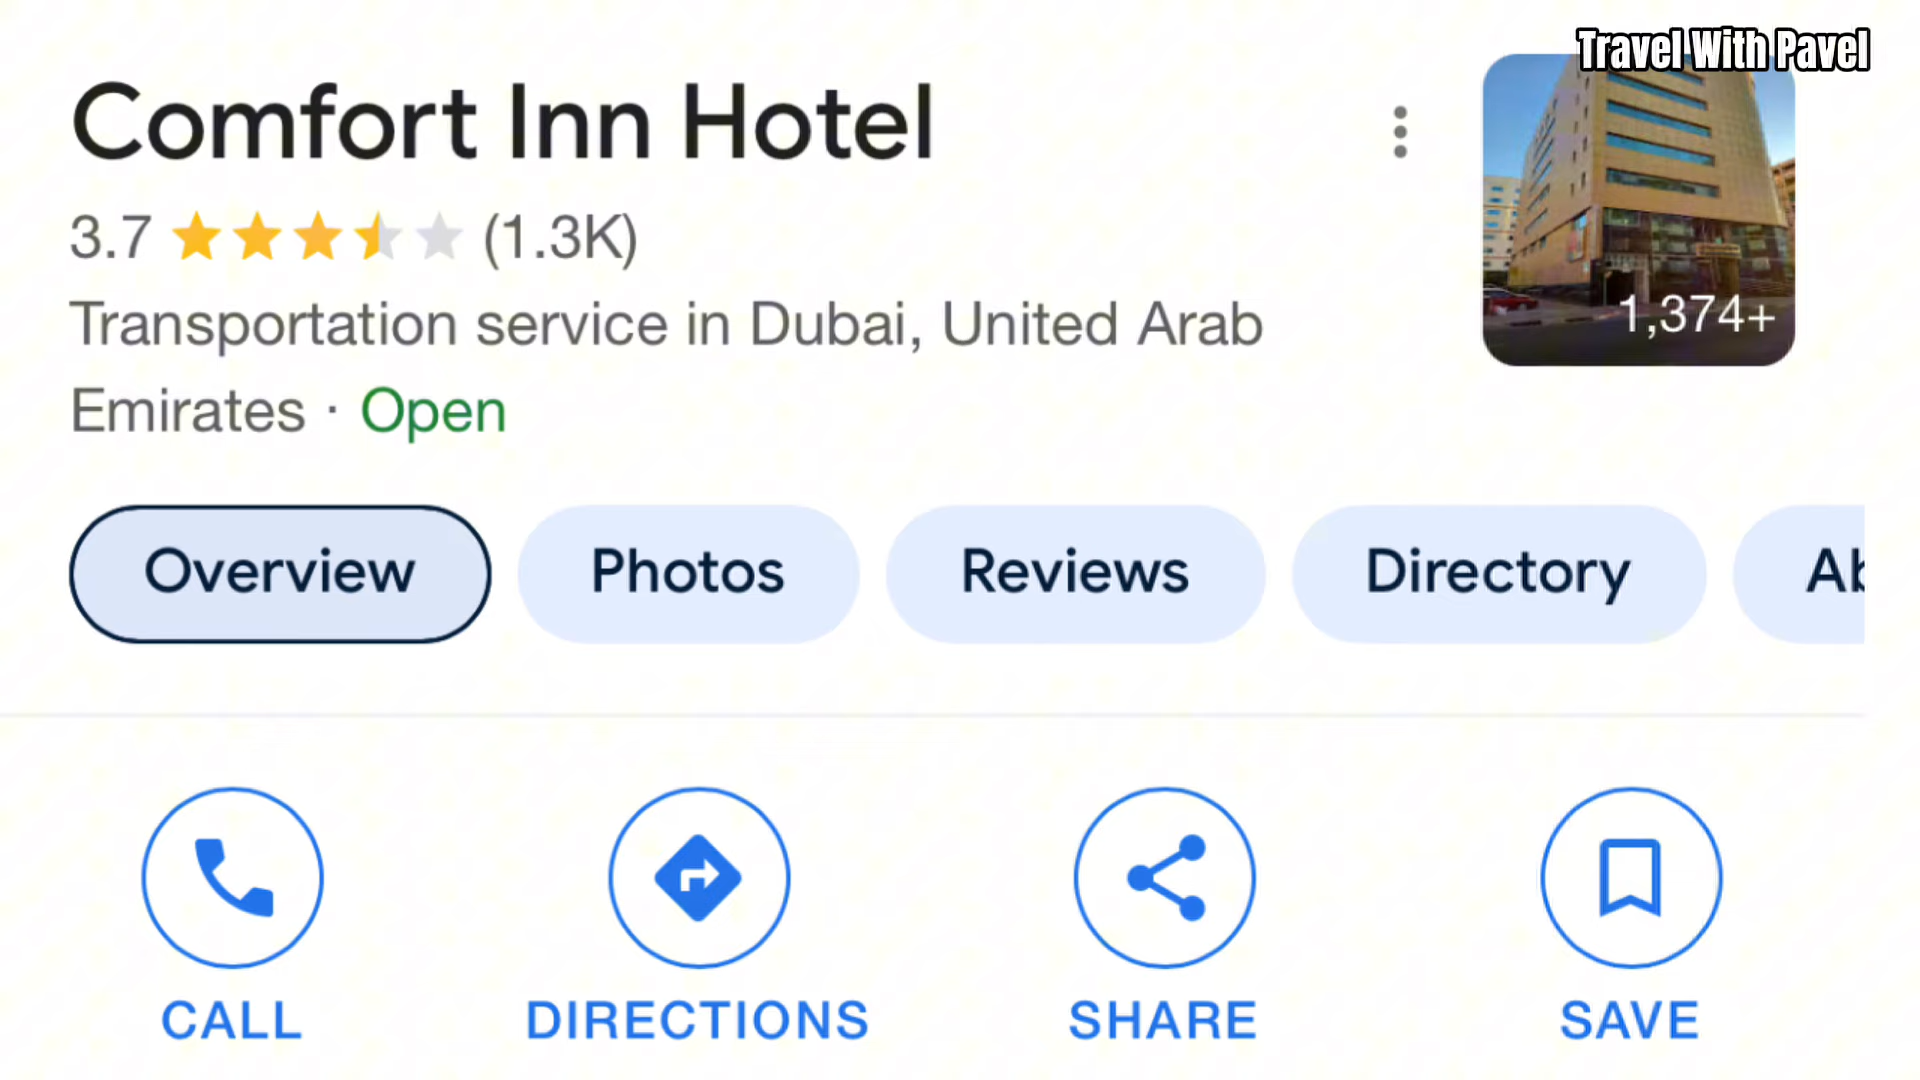 Travel With Pavel
Comfort Inn Hotel
3.7 (1.3K)
Transportation service in Dubai, United Arab
Emirates · Open
1,374+
Overview Photos Reviews Directory Ab
CALL DIRECTIONS SHARE SAVE